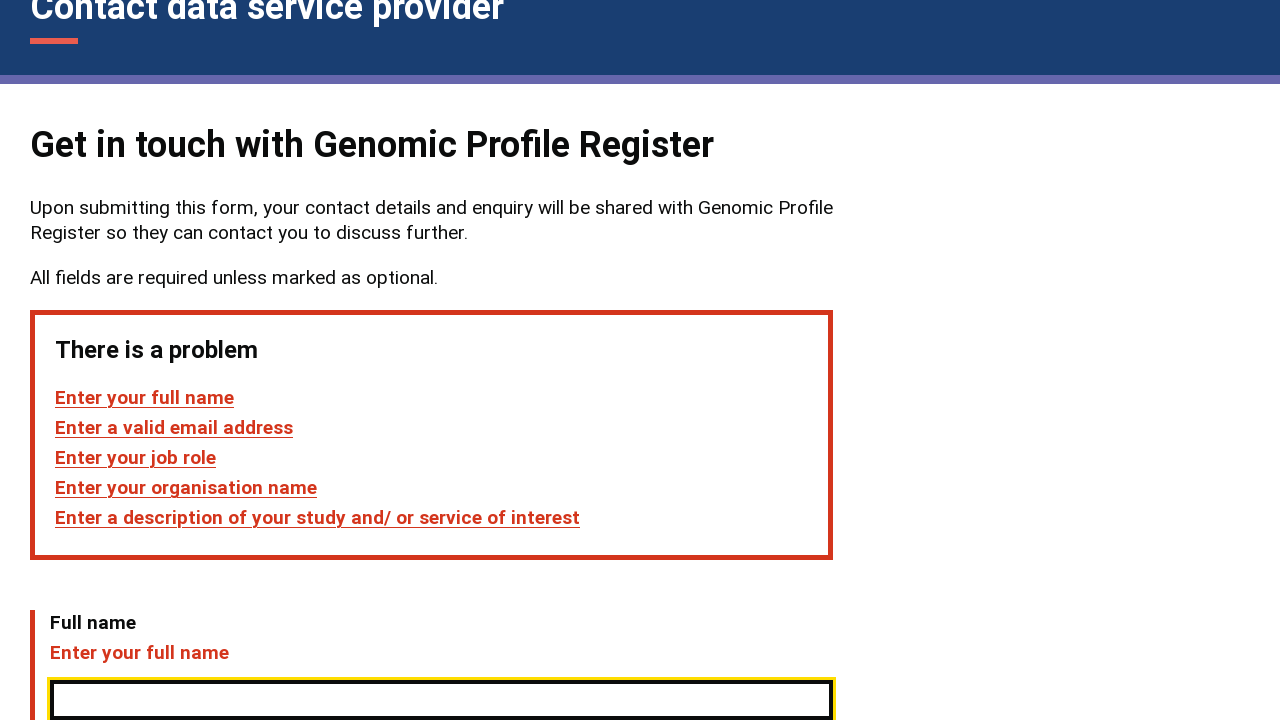 Contact data service provider
Get in touch with Genomic Profile Register
Upon submitting this form, your contact details and enquiry will be shared with Genomic Profile
Register so they can contact you to discuss further.
All fields are required unless marked as optional.
There is a problem
Enter your full name
Enter a valid email address
Enter your job role
Enter your organisation name
Enter a description of your study and/ or service of interest
Full name
Enter your full name